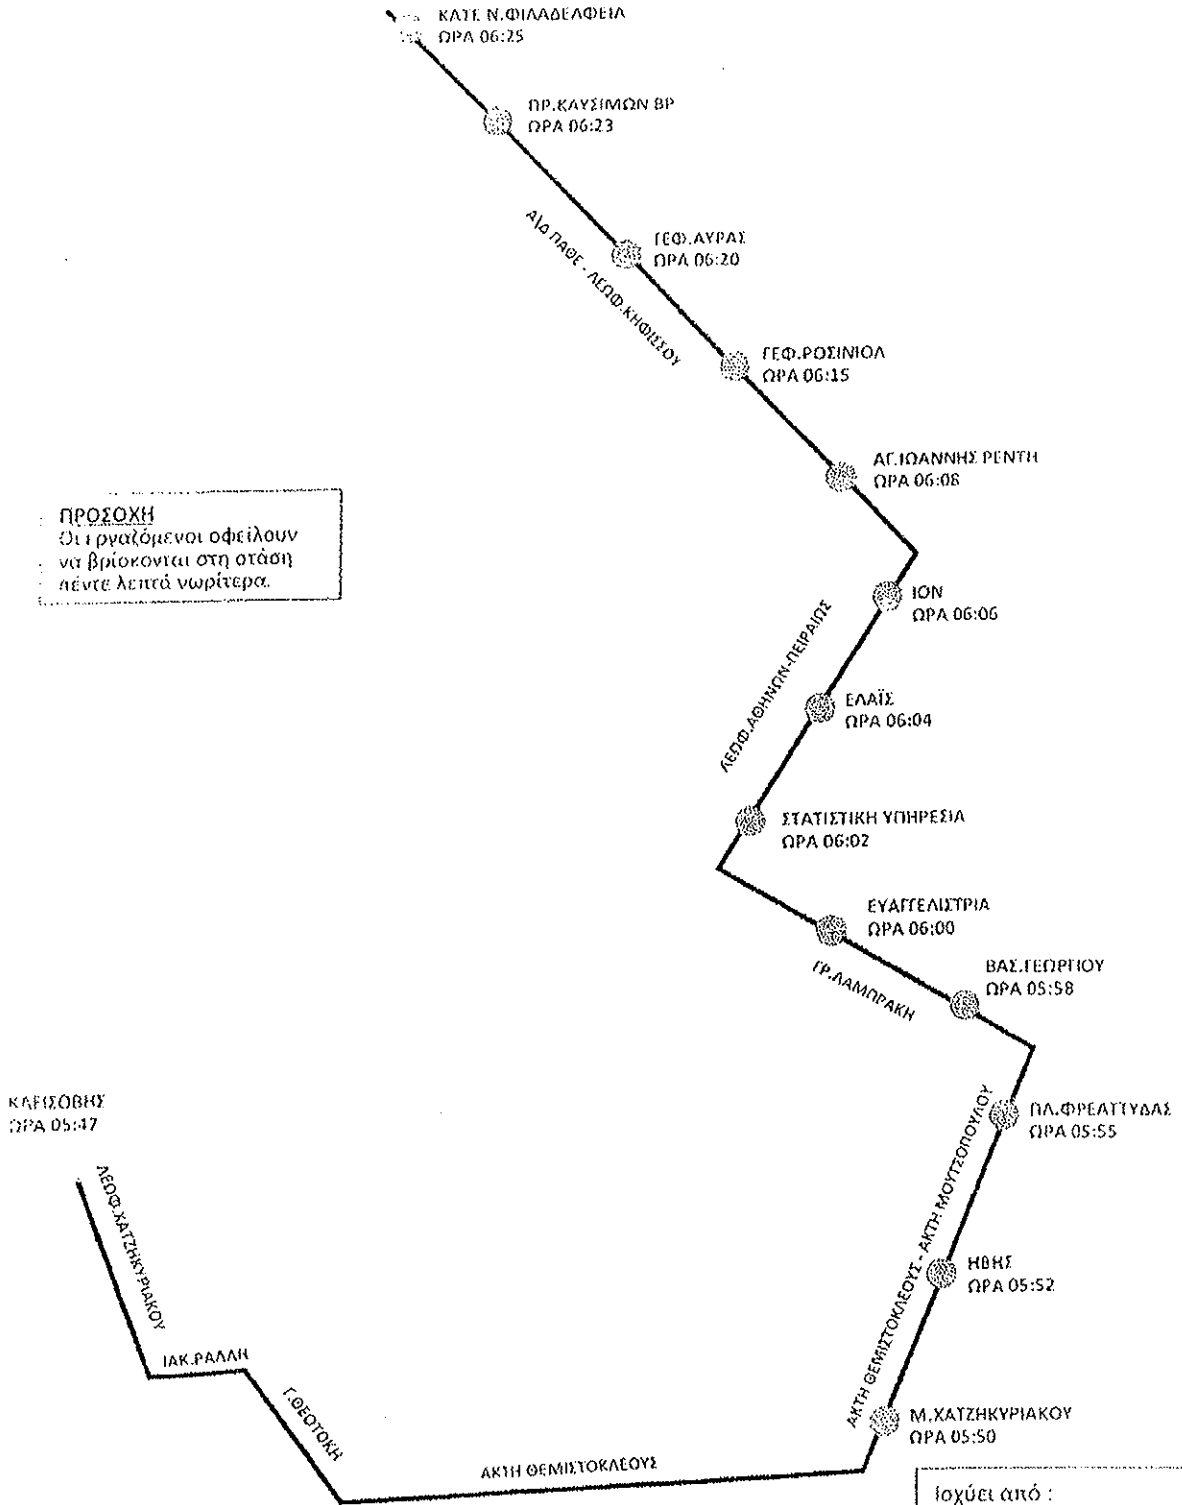 ΚΑΤΕ Ν.ΦΙΛΑΔΕΛΦΕΙΑ
ΩΡΑ 06:25
ΠΡ.ΚΑΥΣΙΜΩΝ ΒΡ
ΩΡΑ 06:23
ΓΕΦ.ΑΥΡΑΣ
ΩΡΑ 06:20
Α\Δ ΠΑΘΕ - ΛΕΩΦ.ΚΗΦΙΣΣΟΥ
ΓΕΦ.ΡΟΣΙΝΙΟΛ
ΩΡΑ 06:15
ΑΓ.ΙΩΑΝΝΗΣ ΡΕΝΤΗ
ΩΡΑ 06:08
ΠΡΟΣΟΧΗ
Οι εργαζόμενοι οφείλουν
να βρίσκονται στη στάση
πέντε λεπτά νωρίτερα.
ΙΟΝ
ΩΡΑ 06:06
ΛΕΩΦ.ΑΘΗΝΩΝ-ΠΕΙΡΑΙΩΣ
ΕΛΑΪΣ
ΩΡΑ 06:04
ΣΤΑΤΙΣΤΙΚΗ ΥΠΗΡΕΣΙΑ
ΩΡΑ 06:02
ΕΥΑΓΓΕΛΙΣΤΡΙΑ
ΩΡΑ 06:00
ΓΡ.ΛΑΜΠΡΑΚΗ
ΒΑΣ.ΓΕΩΡΓΙΟΥ
ΩΡΑ 05:58
ΚΛΕΙΣΟΒΗΣ
ΩΡΑ 05:47
ΠΛ.ΦΡΕΑΤΤΥΔΑΣ
ΩΡΑ 05:55
ΛΕΩΦ.ΧΑΤΖΗΚΥΡΙΑΚΟΥ
ΑΚΤΗ ΘΕΜΙΣΤΟΚΛΕΟΥΣ - ΑΚΤΗ ΜΟΥΤΣΟΠΟΥΛΟΥ
ΗΒΗΣ
ΩΡΑ 05:52
ΙΑΚ.ΡΑΛΛΗ
Γ.ΘΕΟΤΟΚΗ
Μ.ΧΑΤΖΗΚΥΡΙΑΚΟΥ
ΩΡΑ 05:50
ΑΚΤΗ ΘΕΜΙΣΤΟΚΛΕΟΥΣ
Ισχύει από :